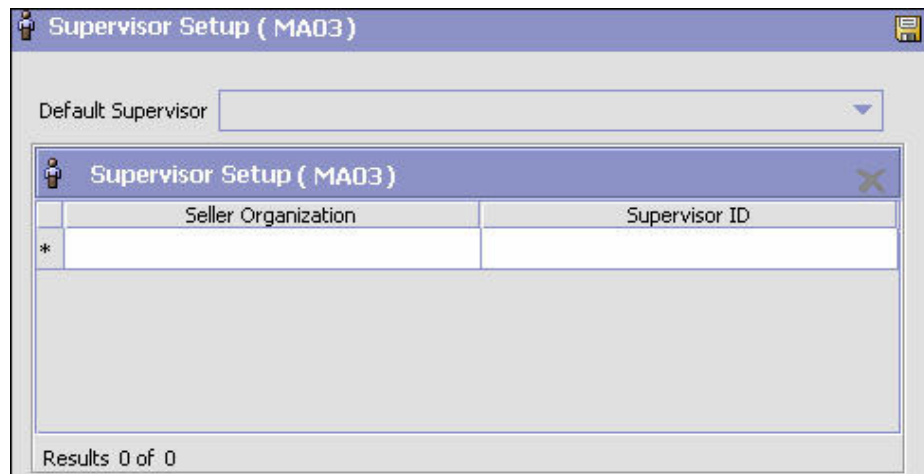 Supervisor Setup ( MA03 )
Default Supervisor
Supervisor Setup ( MA03 )
Seller Organization Supervisor ID
*
Results 0 of 0